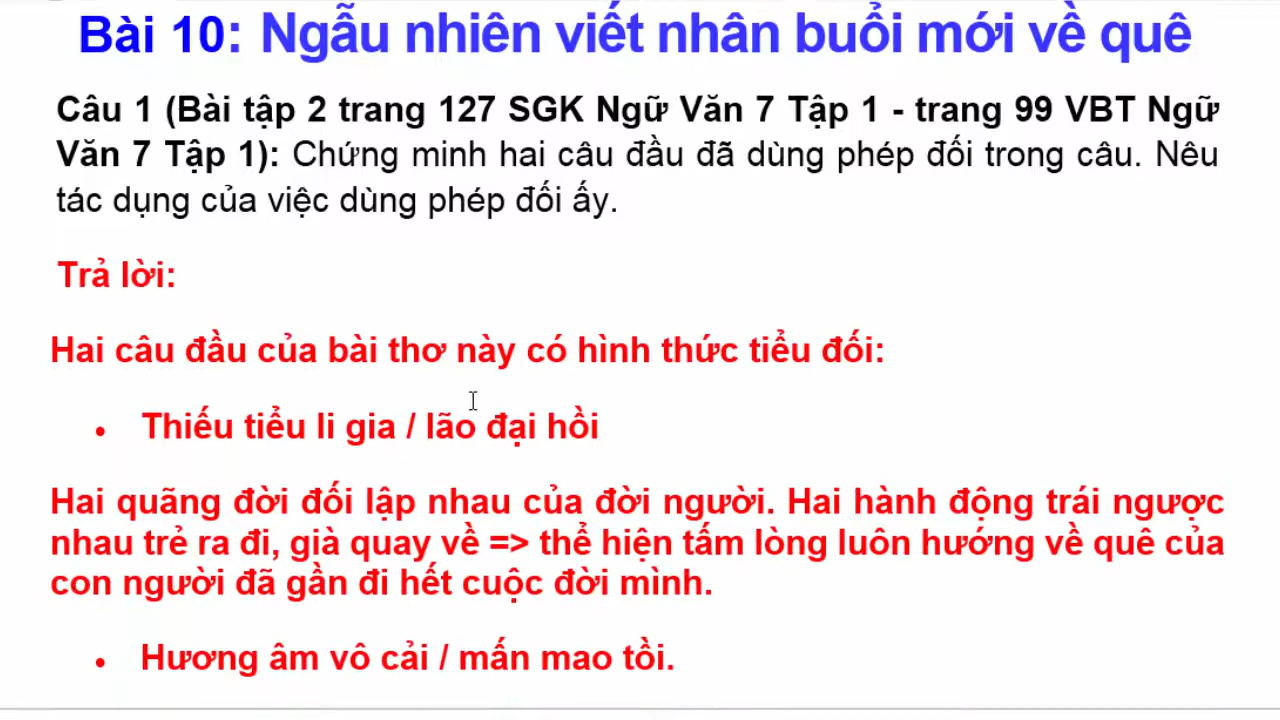 Bài 10: Ngẫu nhiên viết nhân buổi mới về quê
Câu 1 (Bài tập 2 trang 127 SGK Ngữ Văn 7 Tập 1 - trang 99 VBT Ngữ
Văn 7 Tập 1): Chứng minh hai câu đầu đã dùng phép đối trong câu. Nêu
tác dụng của việc dùng phép đối ấy.
Trả lời:
Hai câu đầu của bài thơ này có hình thức tiểu đối:
• Thiếu tiểu li gia / lão đại hồi
Hai quãng đời đối lập nhau của đời người. Hai hành động trái ngược
nhau trẻ ra đi, già quay về => thể hiện tấm lòng luôn hướng về quê của
con người đã gần đi hết cuộc đời mình.
• Hương âm vô cải / mấn mao tồi.